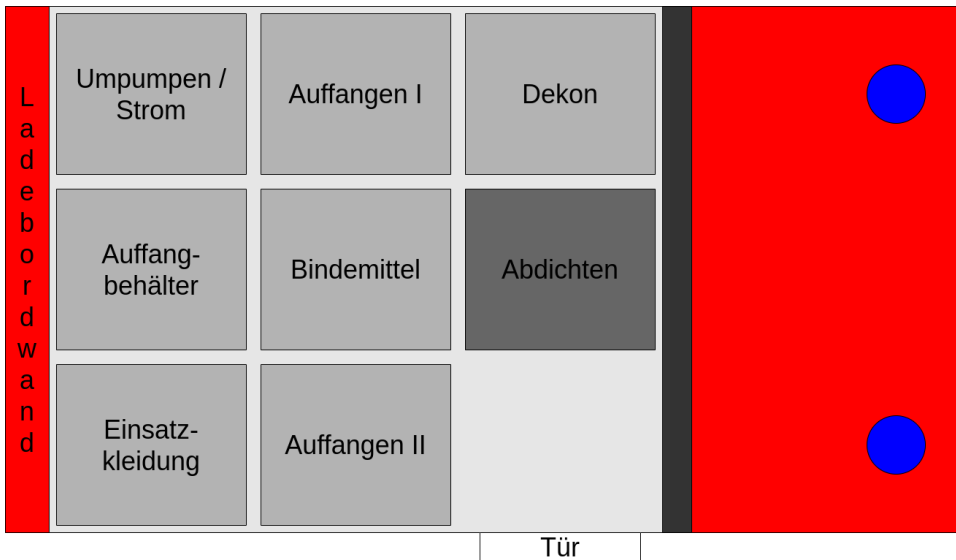 Ladebordwand
Umpumpen /
Strom
Auffangen I
Dekon
Auffang-
behälter
Bindemittel
Abdichten
Einsatz-
kleidung
Auffangen II
Tür